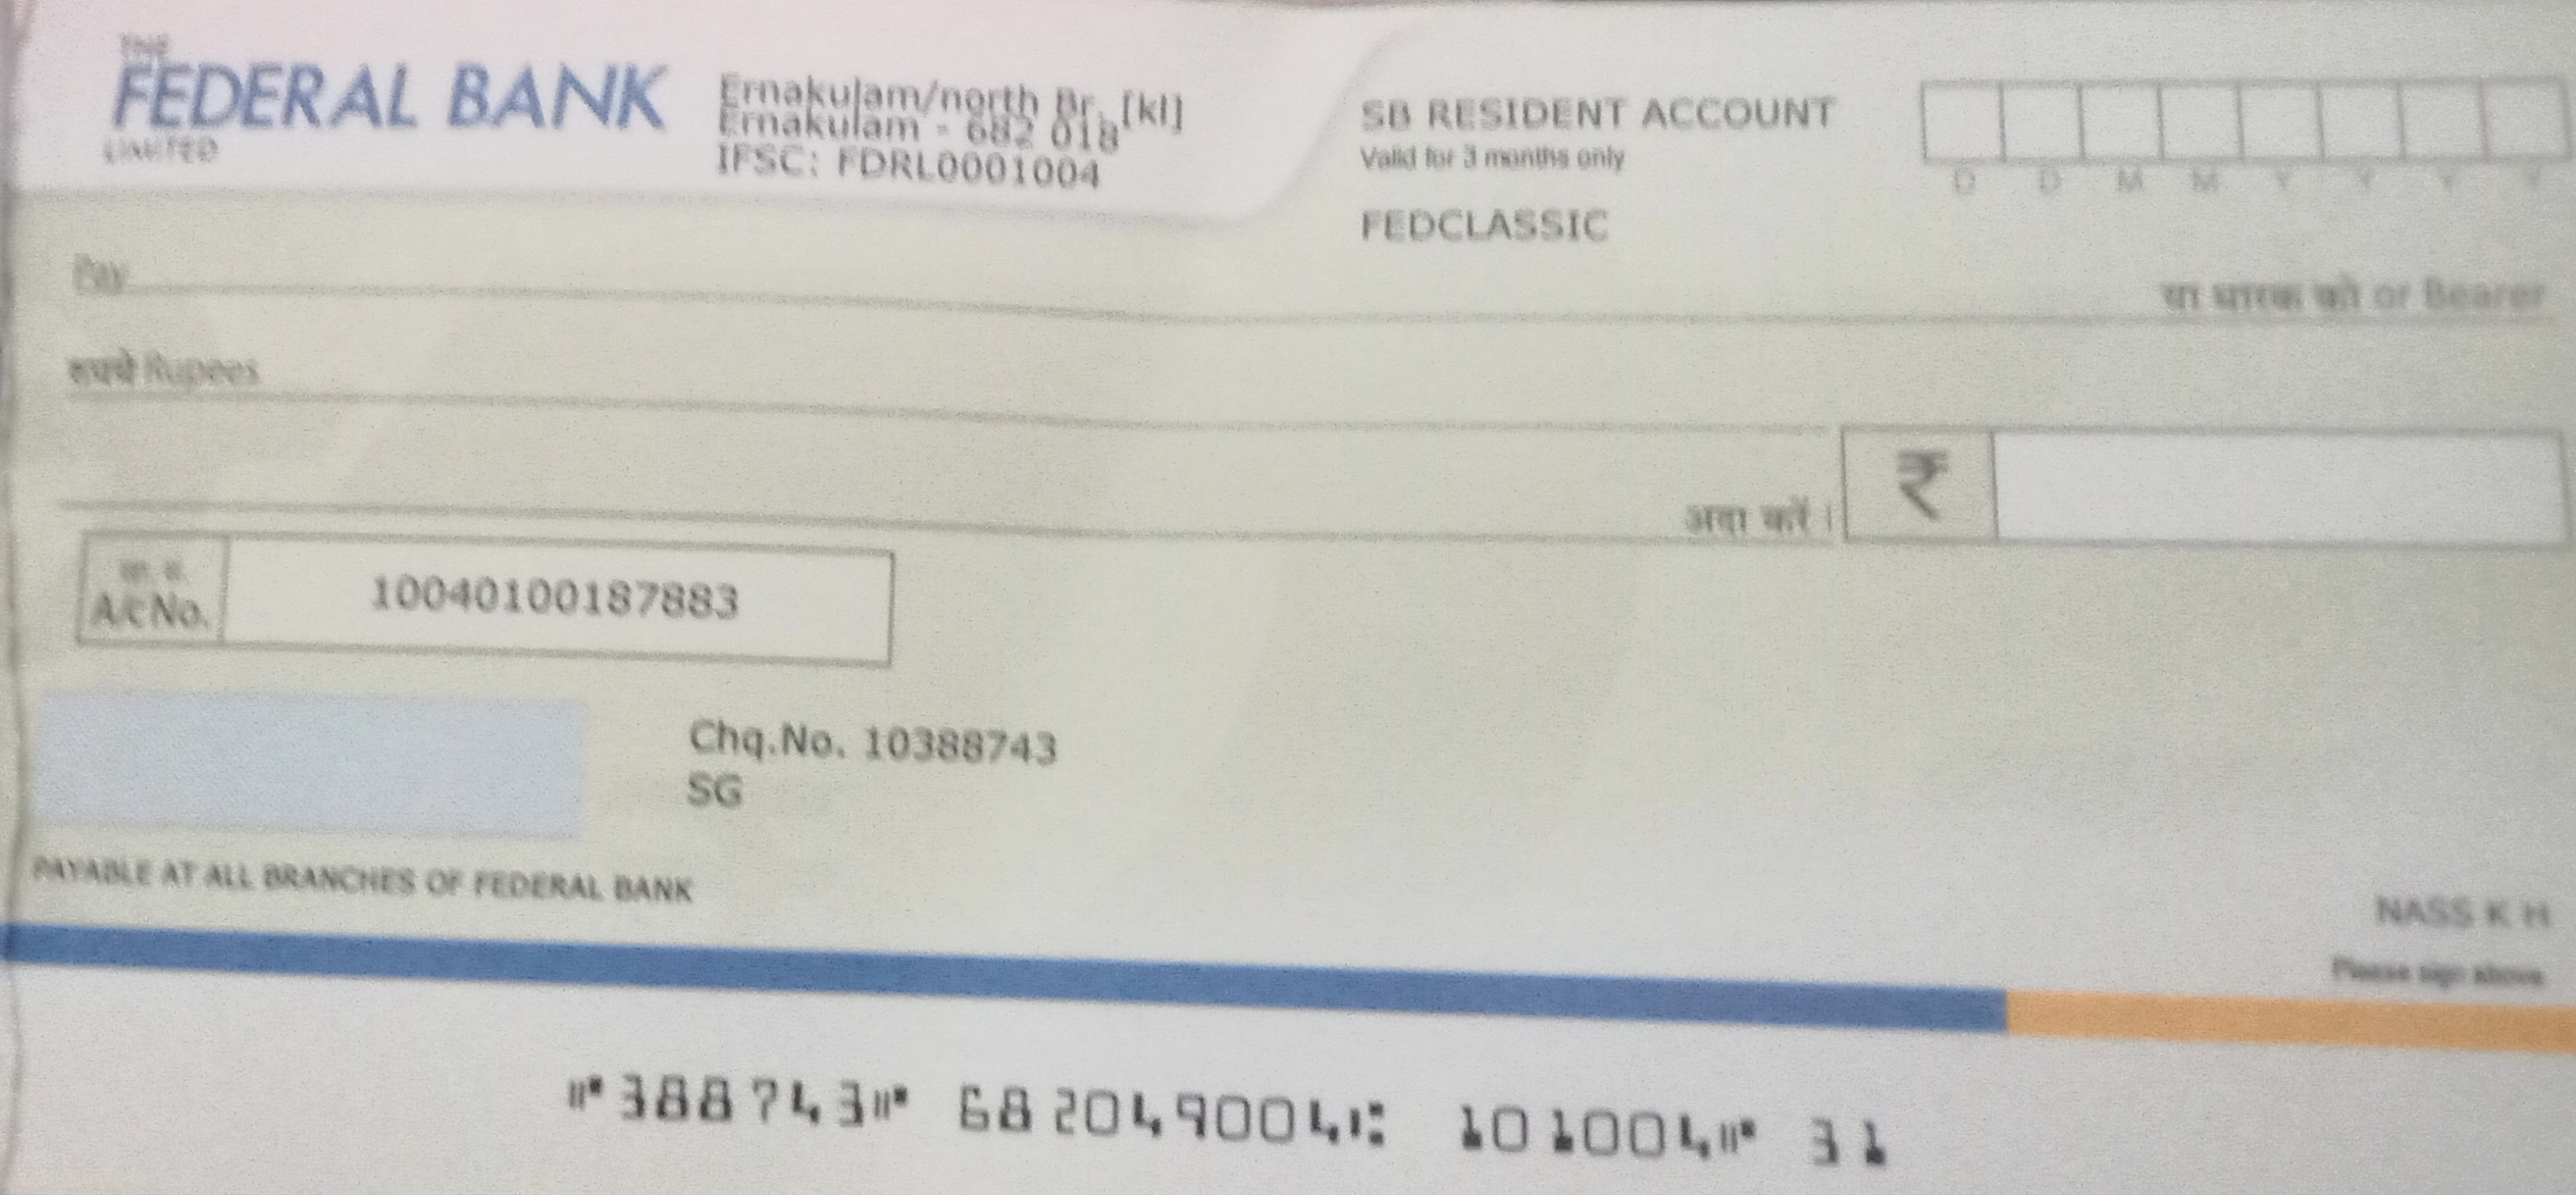 THE
FEDERAL BANK
LIMITED
Ernakulam/north Br. [kl]
Ernakulam - 682 018
IFSC: FDRL0001004
SB RESIDENT ACCOUNT
Valid for 3 months only
FEDCLASSIC
D D M M Y Y Y Y
Pay
या धारक को or Bearer
रुपये Rupees
अदा करें।
₹
A/c No.
10040100187883
Chq.No. 10388743
SG
PAYABLE AT ALL BRANCHES OF FEDERAL BANK
NASS K H
Please sign above
⑈388743⑈ 682049004⑆ 101004⑈ 31